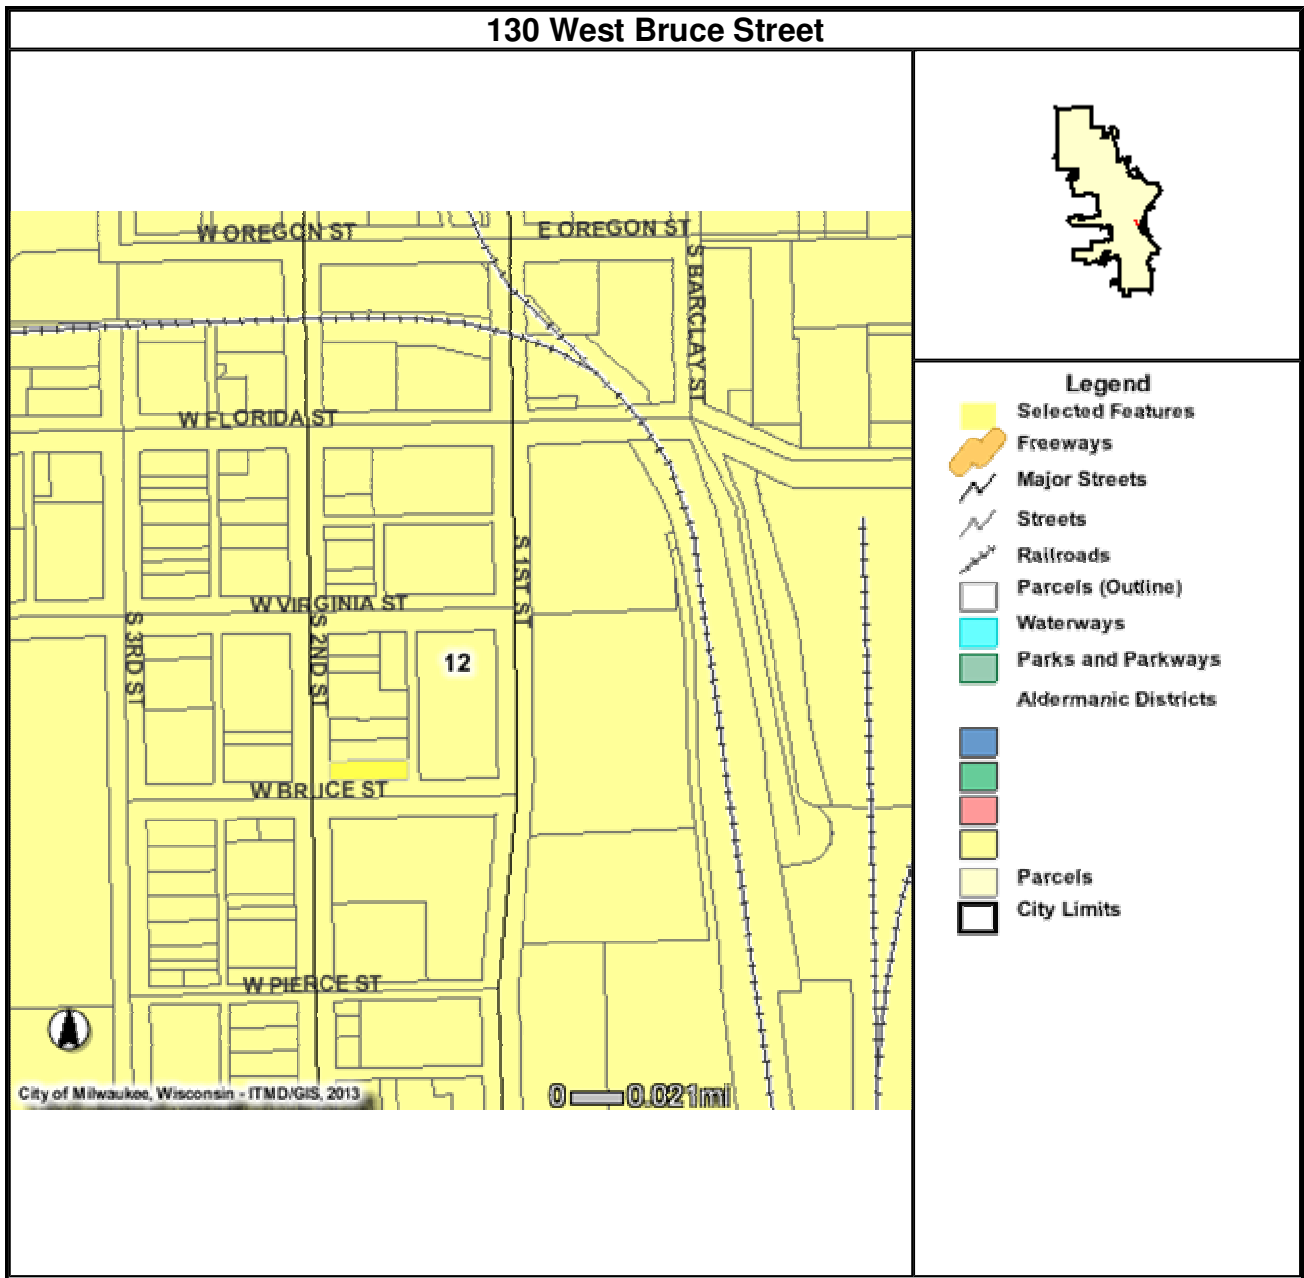 130 West Bruce Street
W OREGON ST
E OREGON ST
S BARCLAY ST
W FLORIDA ST
S 1ST ST
W VIRGINIA ST
S 3RD ST
S 2ND ST
12
W BRUCE ST
W PIERCE ST
City of Milwaukee, Wisconsin - ITMD/GIS, 2013
0 0.021mi
Legend
Selected Features
Freeways
Major Streets
Streets
Railroads
Parcels (Outline)
Waterways
Parks and Parkways
Aldermanic Districts
Parcels
City Limits